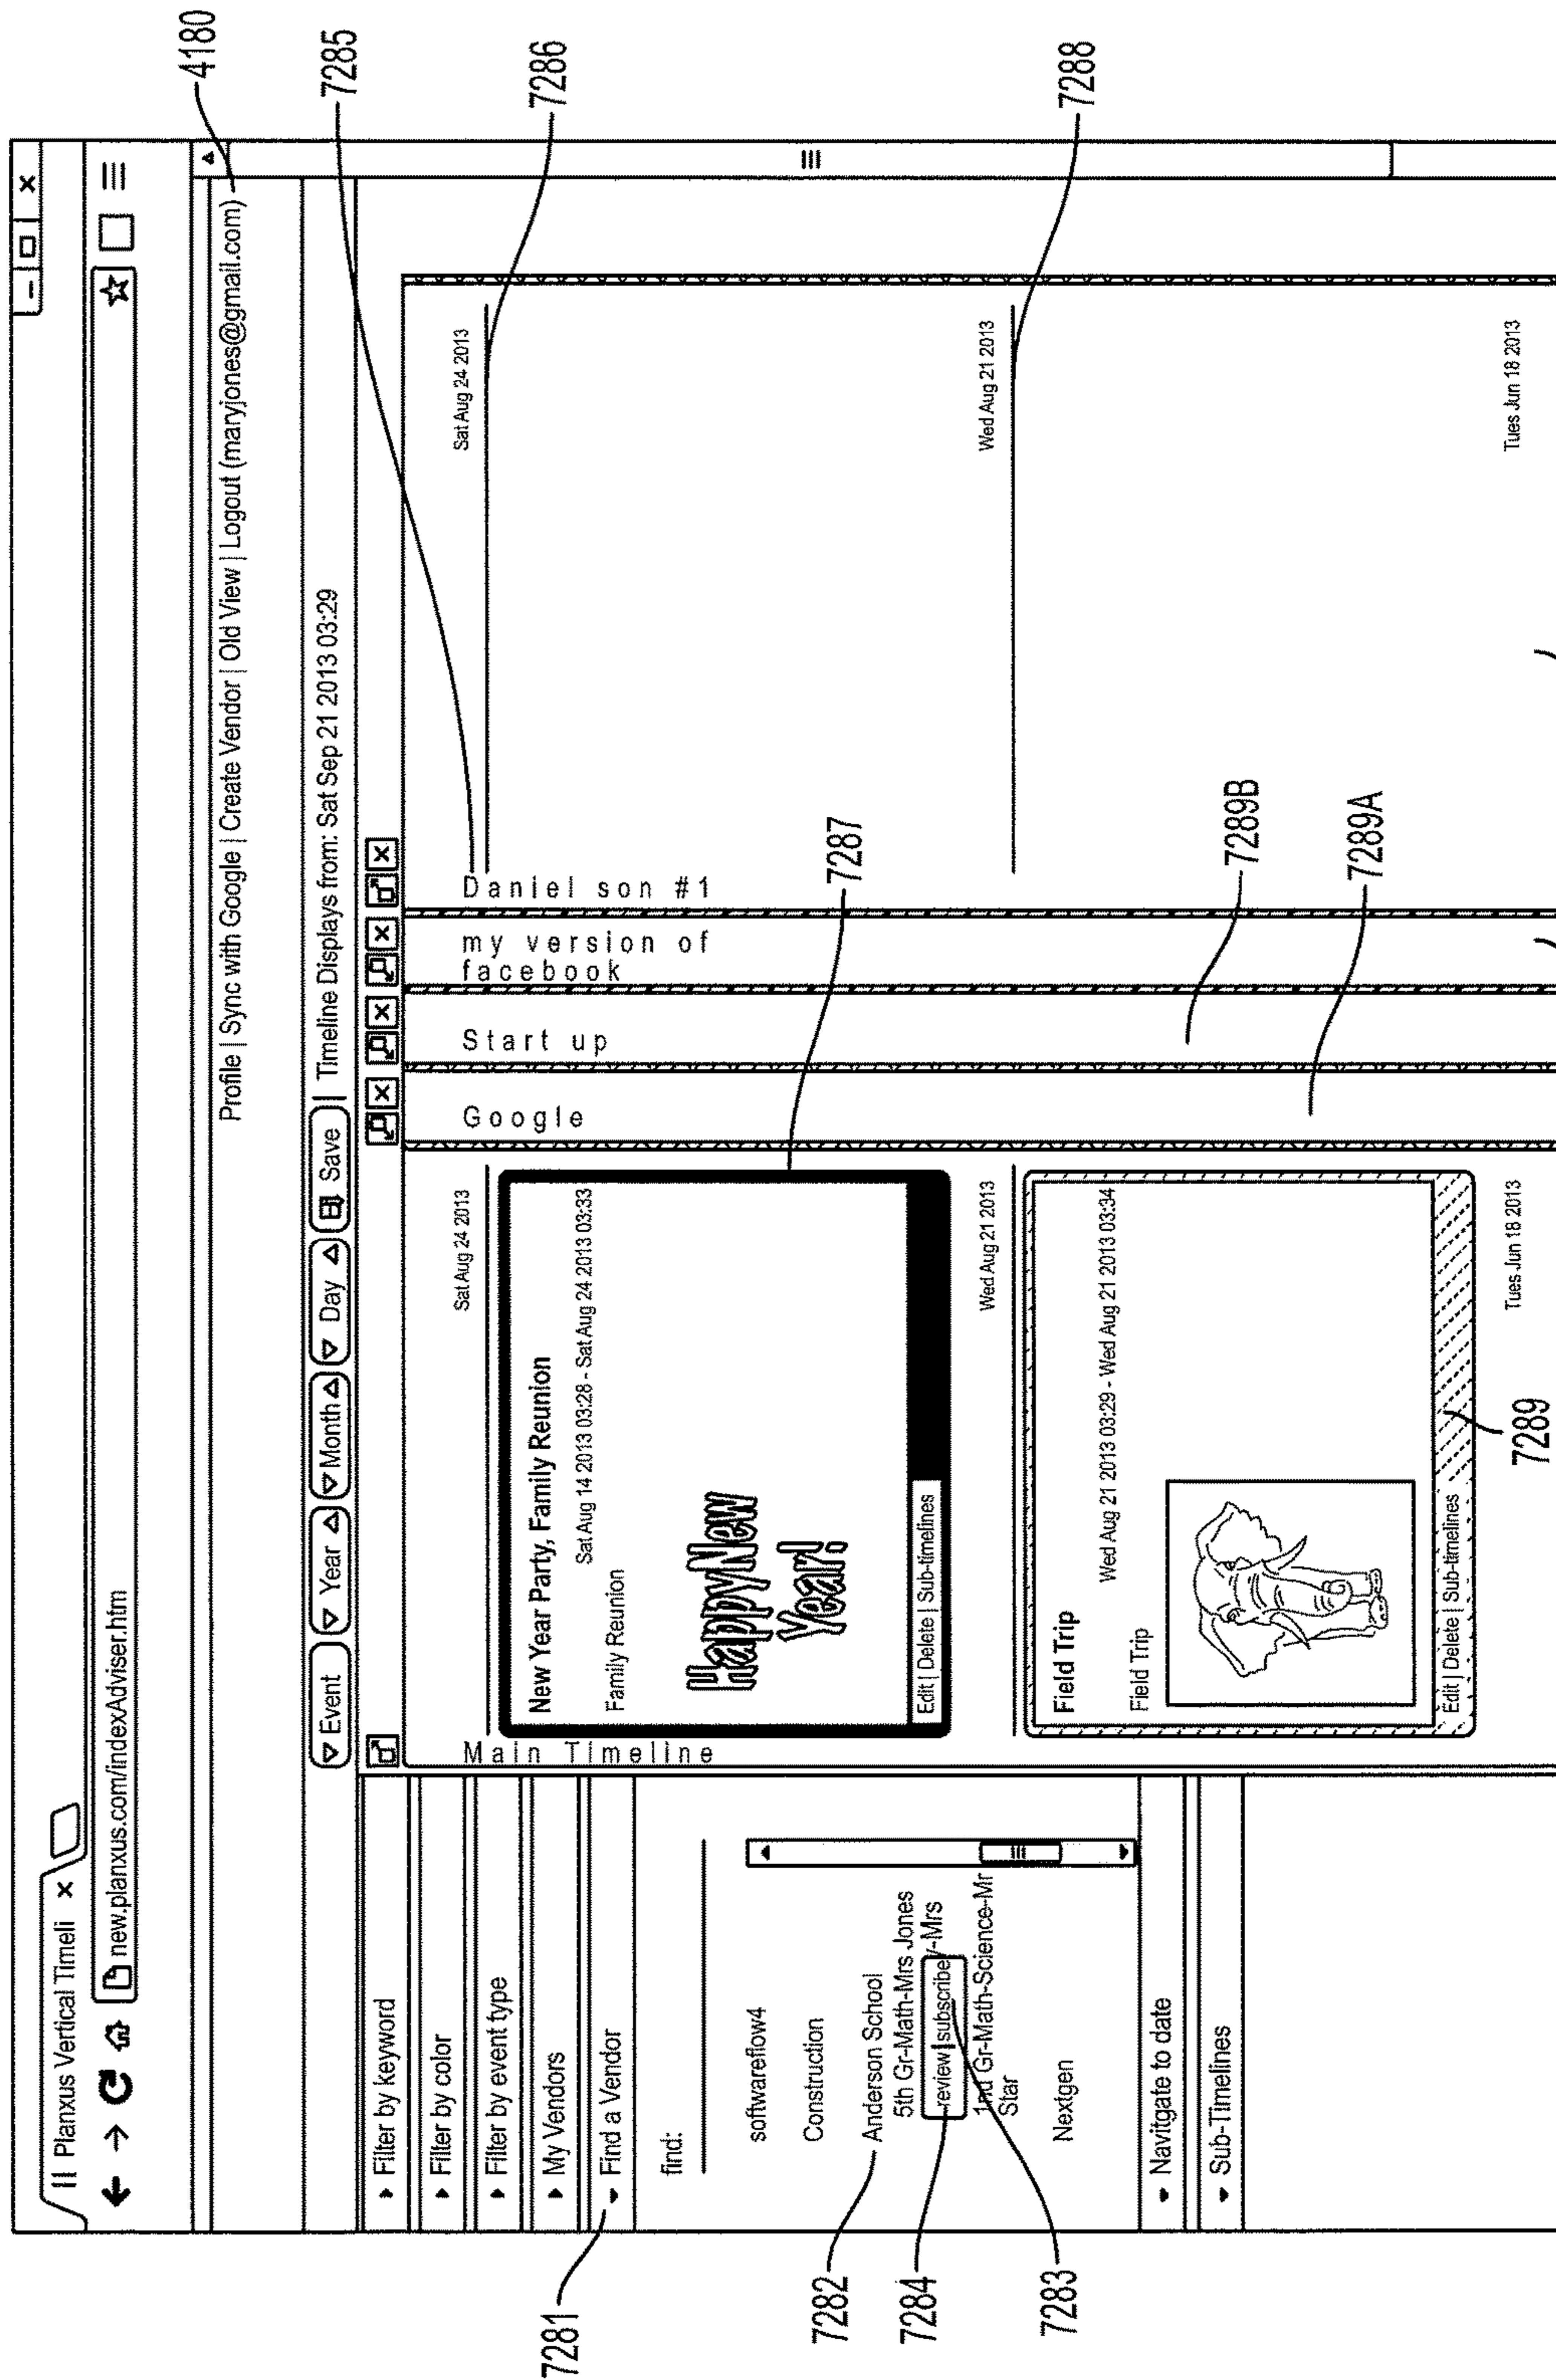 Planxus Vertical Timeli x
new.planxus.com/indexAdviser.htm
Profile | Sync with Google | Create Vendor | Old View | Logout (maryjones@gmail.com)
4180
Event
Year
Month
Day
Save | Timeline Displays from: Sat Sep 21 2013 03:29
7285
7286
7288
Filter by keyword
Filter by color
Filter by event type
My Vendors
Find a Vendor
7281
find:
softwareflow4
Construction
Anderson School
7282
5th Gr-Math-Mrs Jones
review | subscribe y-Mrs
7284
7283
Gr-Math-Science-Mr
Star
Nextgen
Navigate to date
Sub-Timelines
Main Timeline
Sat Aug 24 2013
New Year Party, Family Reunion
Sat Aug 14 2013 03:28 - Sat Aug 24 2013 03:33
Family Reunion
Happy New
Year!
Edit | Delete | Sub-timelines
7287
Wed Aug 21 2013
Field Trip
Wed Aug 21 2013 03:29 - Wed Aug 21 2013 03:34
Field Trip
Edit | Delete | Sub-timelines
7289
Tues Jun 18 2013
Google
7289A
Start up
7289B
my version of
facebook
Daniel son #1
Sat Aug 24 2013
Wed Aug 21 2013
Tues Jun 18 2013